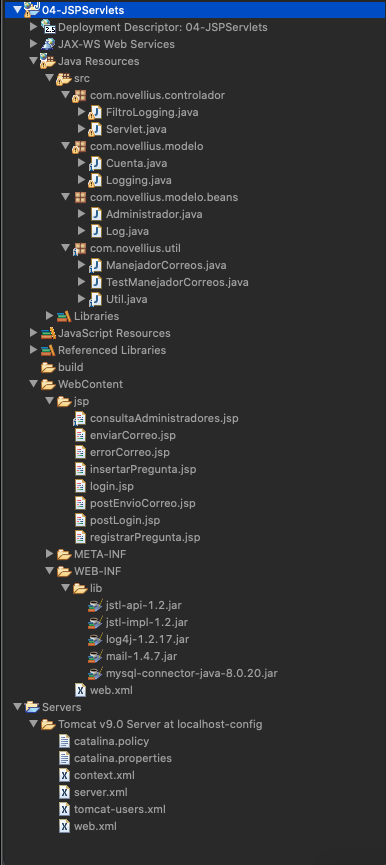 04-JSPServlets
Deployment Descriptor: 04-JSPServlets
JAX-WS Web Services
Java Resources
src
com.novellius.controlador
FiltroLogging.java
Servlet.java
com.novellius.modelo
Cuenta.java
Logging.java
com.novellius.modelo.beans
Administrador.java
Log.java
com.novellius.util
ManejadorCorreos.java
TestManejadorCorreos.java
Util.java
Libraries
JavaScript Resources
Referenced Libraries
build
WebContent
jsp
consultaAdministradores.jsp
enviarCorreo.jsp
errorCorreo.jsp
insertarPregunta.jsp
login.jsp
postEnvioCorreo.jsp
postLogin.jsp
registrarPregunta.jsp
META-INF
WEB-INF
lib
jstl-api-1.2.jar
jstl-impl-1.2.jar
log4j-1.2.17.jar
mail-1.4.7.jar
mysql-connector-java-8.0.20.jar
web.xml
Servers
Tomcat v9.0 Server at localhost-config
catalina.policy
catalina.properties
context.xml
server.xml
tomcat-users.xml
web.xml